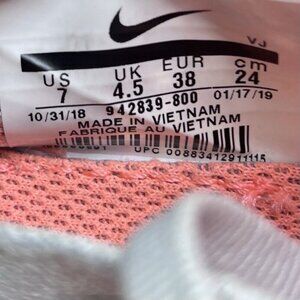 VJ
US UK EUR cm
7 4.5 38 24
10/31/18 942839-800 01/17/19
MADE IN VIETNAM
FABRIQUE AU VIETNAM
UPC 00883412911115